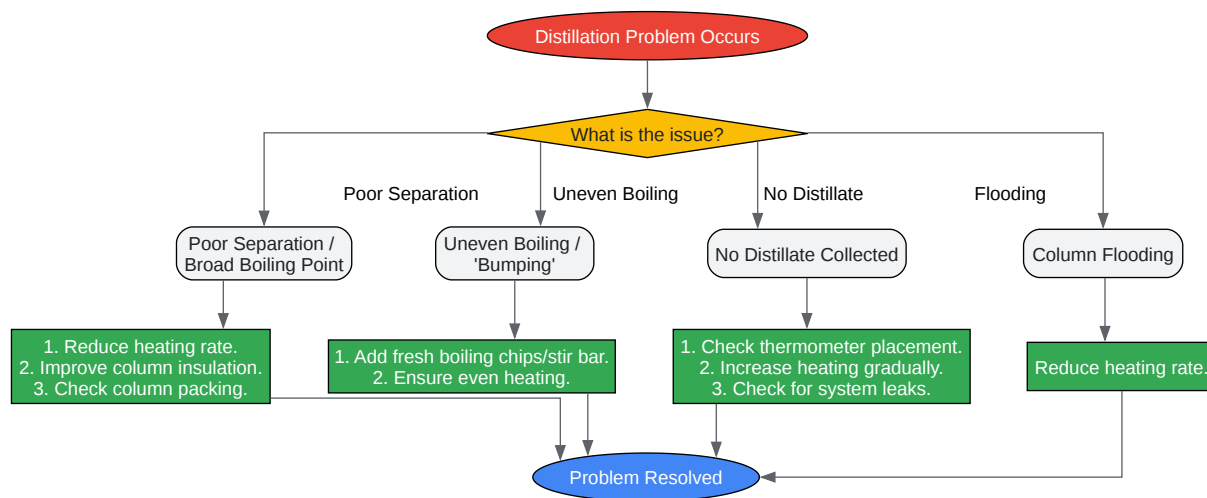 Distillation Problem Occurs
What is the issue?
Poor Separation
Uneven Boiling
No Distillate
Flooding
Poor Separation /
Broad Boiling Point
Uneven Boiling /
'Bumping'
No Distillate Collected
Column Flooding
1. Reduce heating rate.
2. Improve column insulation.
3. Check column packing.
1. Add fresh boiling chips/stir bar.
2. Ensure even heating.
1. Check thermometer placement.
2. Increase heating gradually.
3. Check for system leaks.
Reduce heating rate.
Problem Resolved